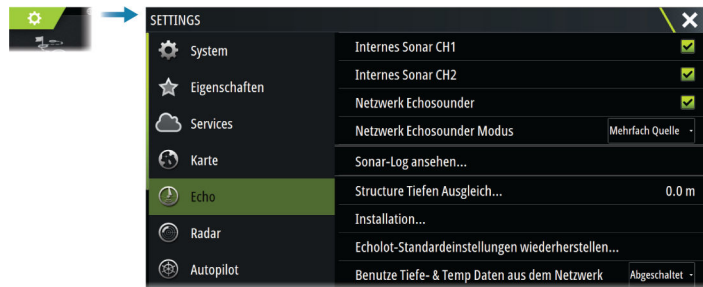 SETTINGS
System
Eigenschaften
Services
Karte
Echo
Radar
Autopilot
Internes Sonar CH1
Internes Sonar CH2
Netzwerk Echosounder
Netzwerk Echosounder Modus Mehrfach Quelle
Sonar-Log ansehen...
Structure Tiefen Ausgleich... 0.0 m
Installation...
Echolot-Standardeinstellungen wiederherstellen...
Benutze Tiefe- & Temp Daten aus dem Netzwerk Abgeschaltet